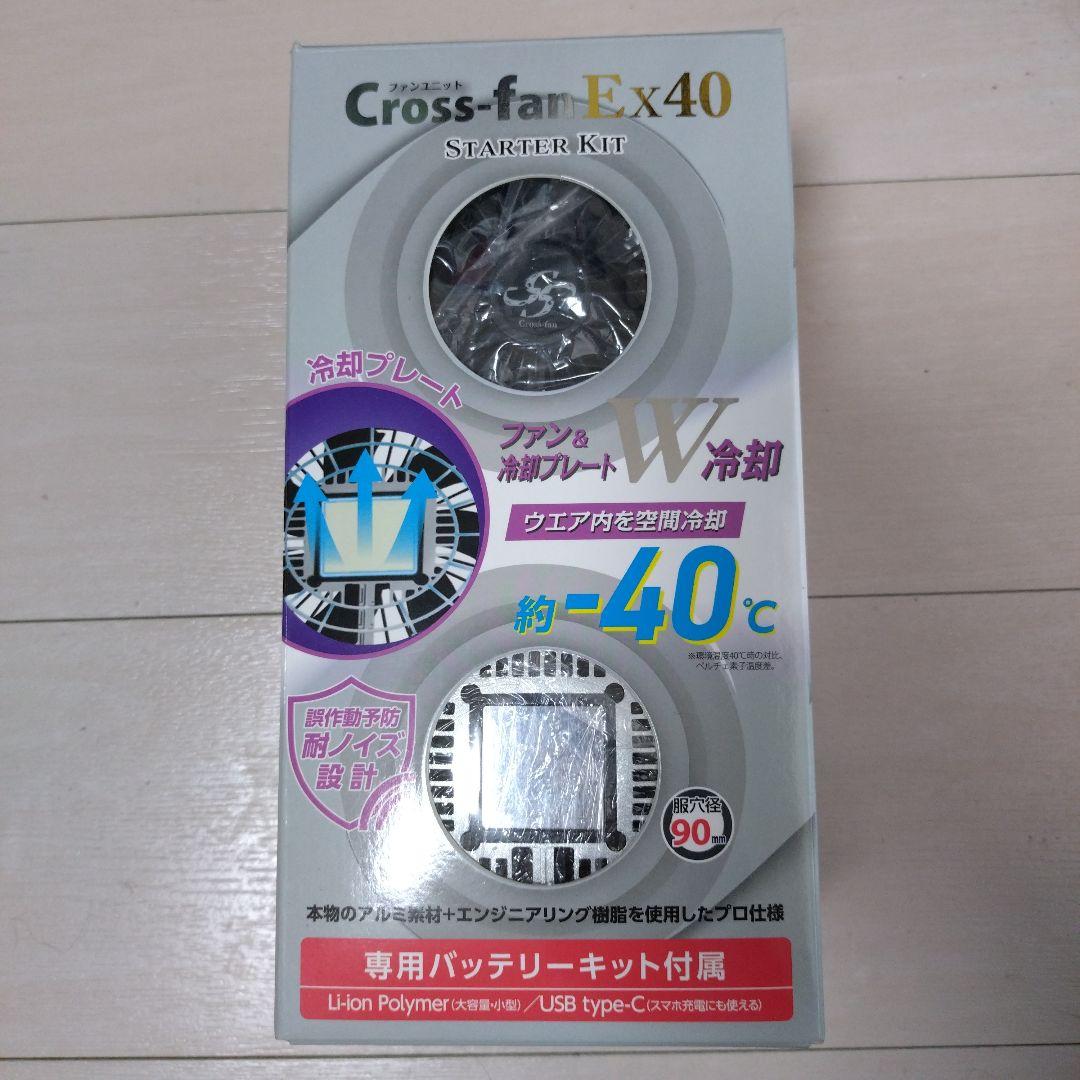 ファンユニット
Cross-fan Ex40
STARTER KIT
Cross-fan
冷却プレート
ファン&
冷却プレート
W冷却
ウエア内を空間冷却
約-40℃
※環境温度40℃時の対比、
ペルチェ素子温度差。
誤作動予防
耐ノイズ
設計
服穴径
90mm
本物のアルミ素材+エンジニアリング樹脂を使用したプロ仕様
専用バッテリーキット付属
Li-ion Polymer(大容量・小型)/USB type-C(スマホ充電にも使える)